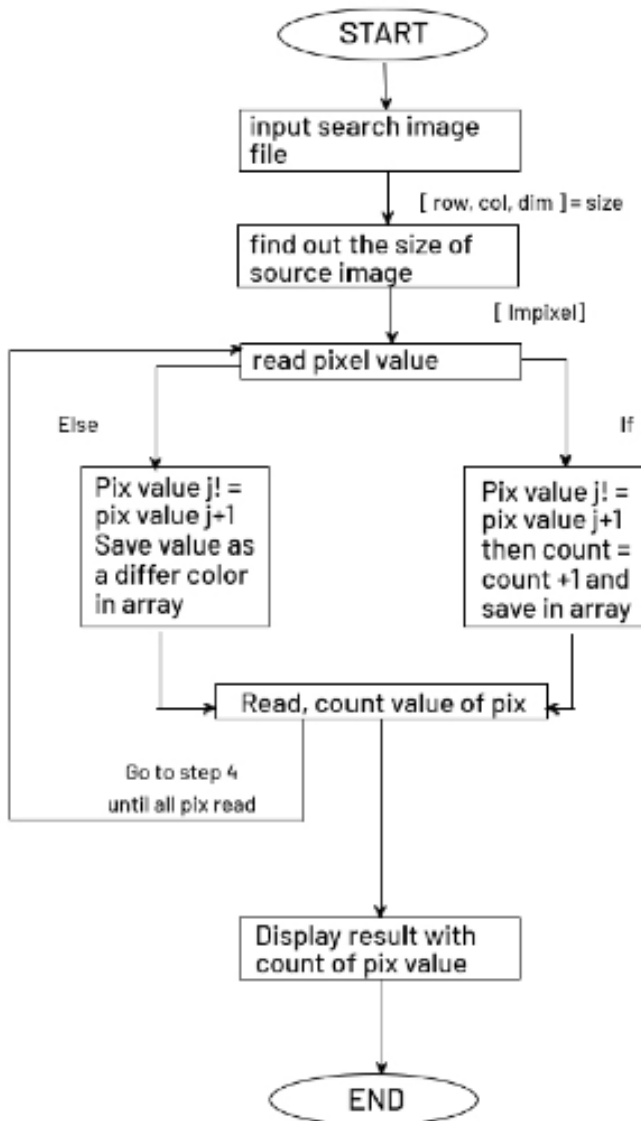 START
input search image
file
[ row, col, dim ] = size
find out the size of
source image
[ Impixel]
read pixel value
Else
If
Pix value j! =
pix value j+1
Save value as
a differ color
in array
Pix value j! =
pix value j+1
then count =
count +1 and
save in array
Read, count value of pix
Go to step 4
until all pix read
Display result with
count of pix value
END